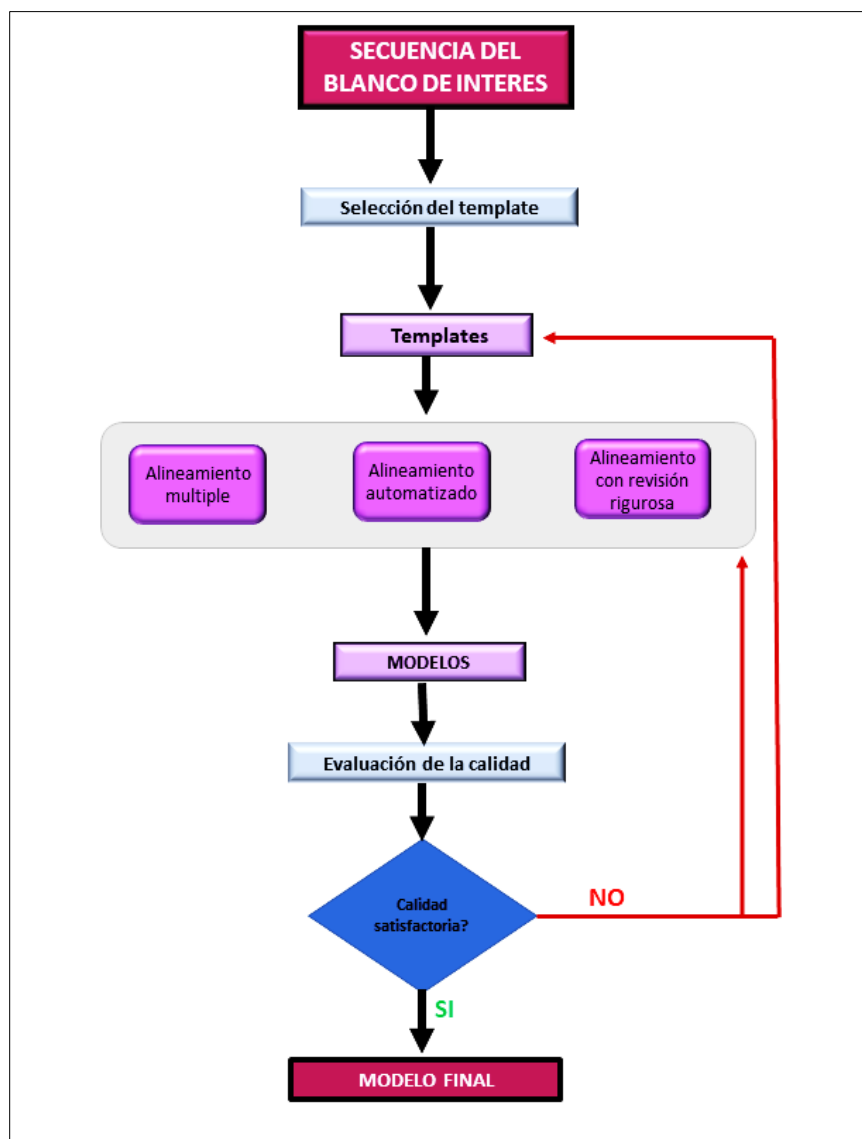 SECUENCIA DEL
BLANCO DE INTERES
Selección del template
Templates
Alineamiento
multiple
Alineamiento
automatizado
Alineamiento
con revisión
rigurosa
MODELOS
Evaluación de la calidad
Calidad
satisfactoria?
NO
SI
MODELO FINAL